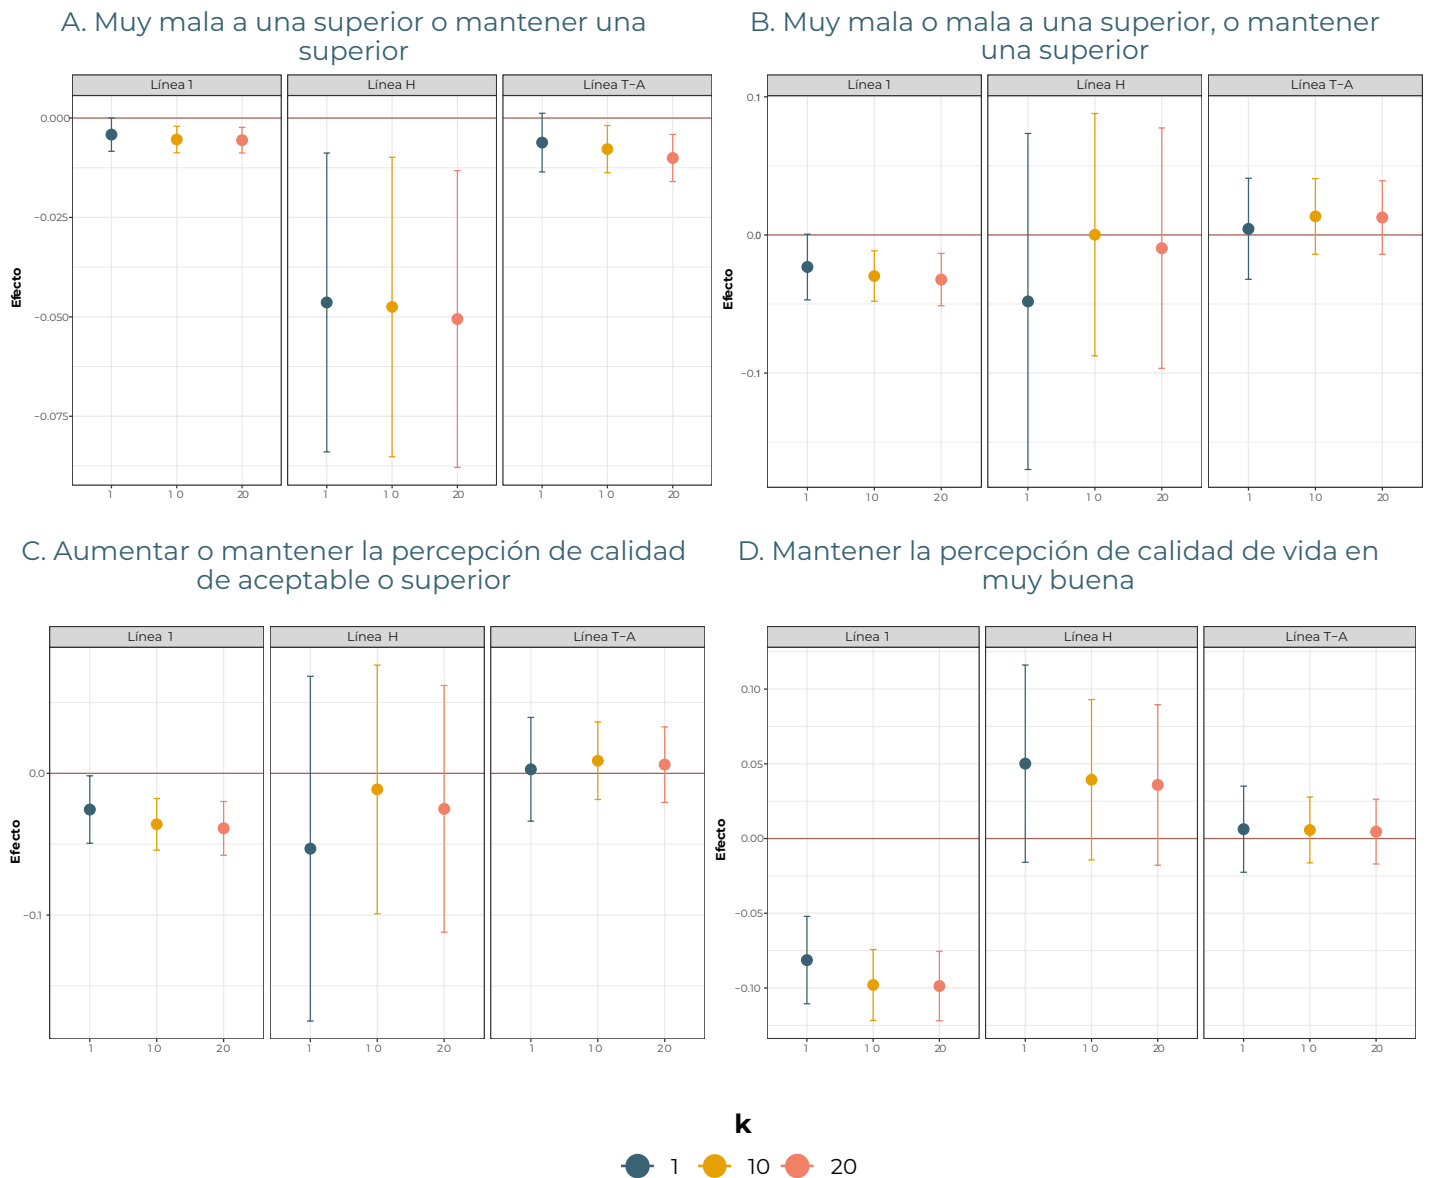 A. Muy mala a una superior o mantener una
superior
Línea 1
Línea H
Línea T-A
0.000
-0.025
-0.050
-0.075
Efecto
1
10
20
1
10
20
1
10
20
B. Muy mala o mala a una superior, o mantener
una superior
Línea 1
Línea H
Línea T-A
0.1
0.0
-0.1
Efecto
1
10
20
1
10
20
1
10
20
C. Aumentar o mantener la percepción de calidad
de aceptable o superior
Línea 1
Línea H
Línea T-A
0.0
-0.1
Efecto
1
10
20
1
10
20
1
10
20
D. Mantener la percepción de calidad de vida en
muy buena
Línea 1
Línea H
Línea T-A
0.10
0.05
0.00
-0.05
-0.10
Efecto
1
10
20
1
10
20
1
10
20
k
1
10
20